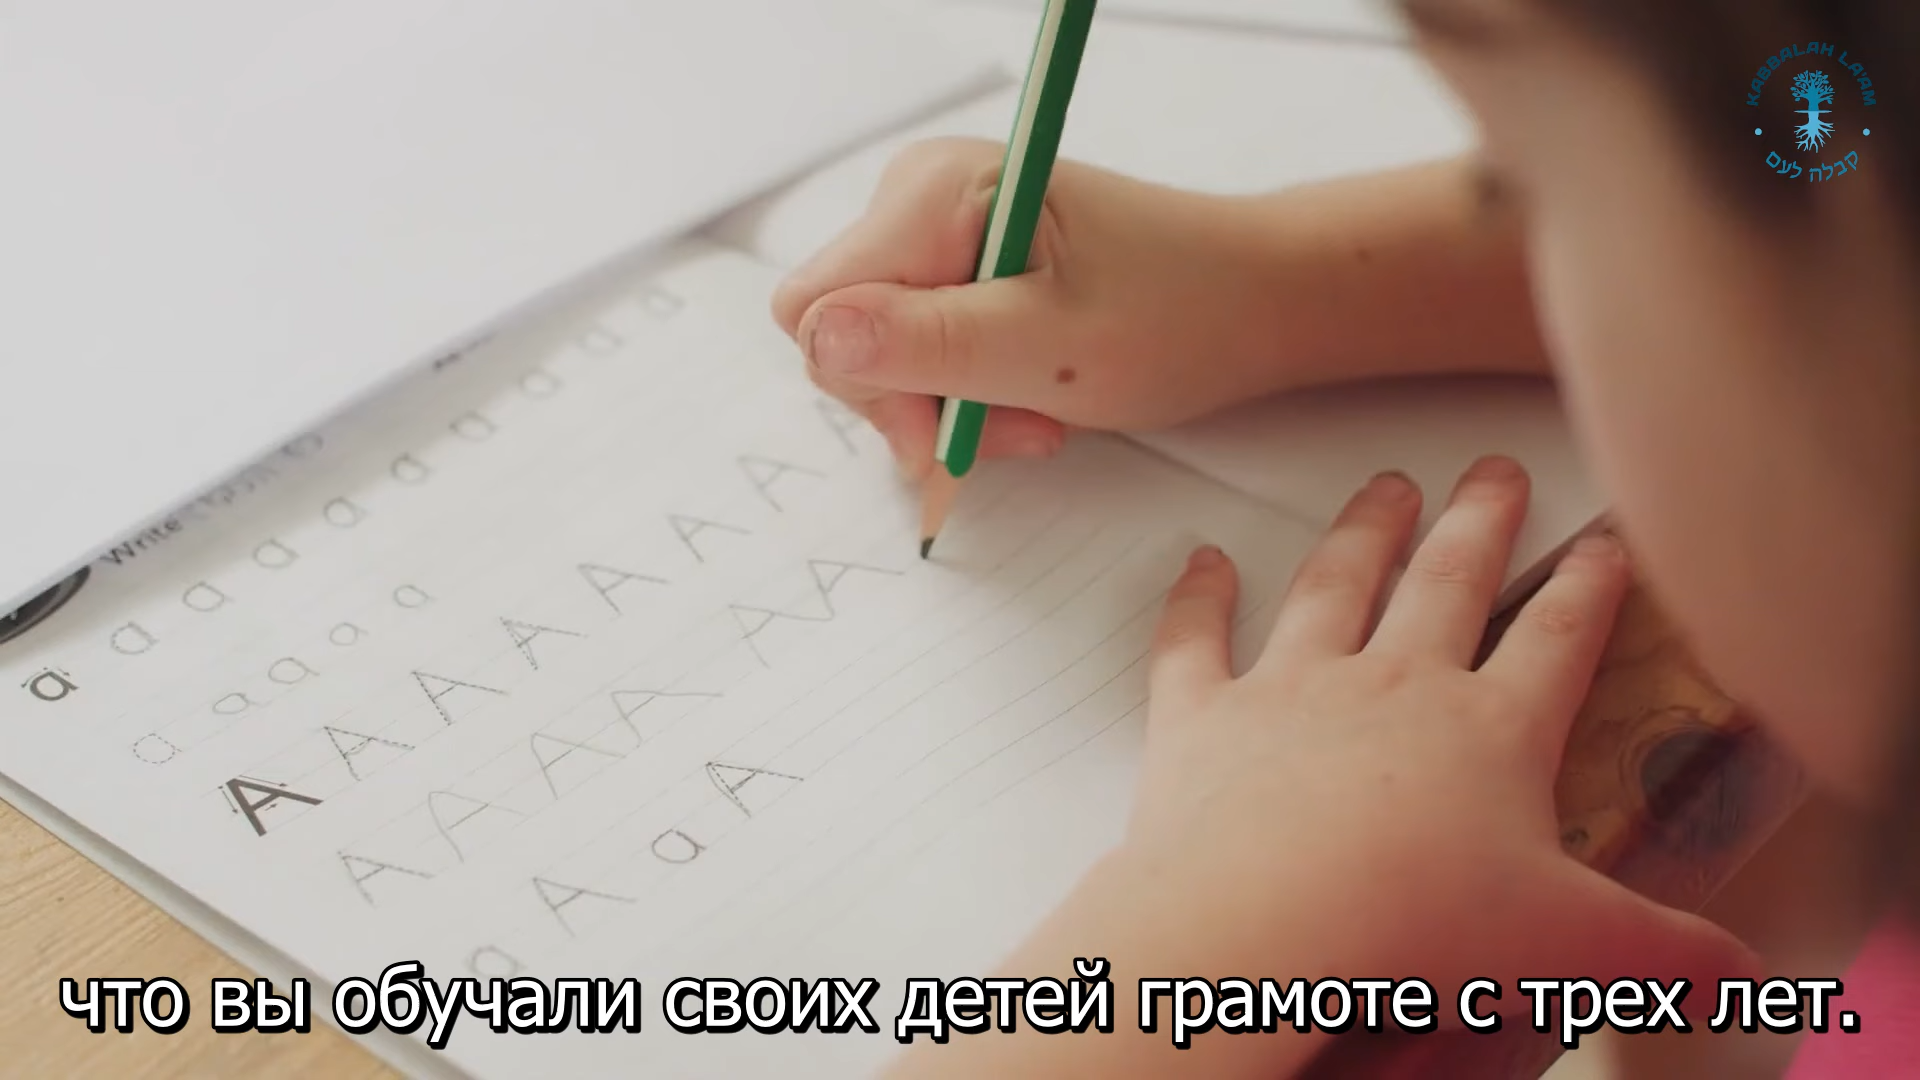 KABBALAH LA'AM
קבלה לעם
Write
a a a a a a a a a
a a a a a
A A A A A A A A
A A A A A A A
A a A
a
что вы обучали своих детей грамоте с трех лет.